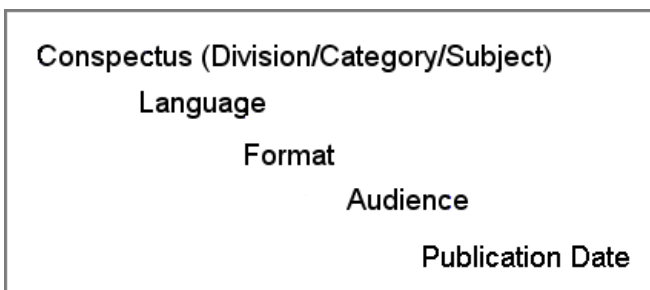 Conspectus (Division/Category/Subject)
Language
Format
Audience
Publication Date